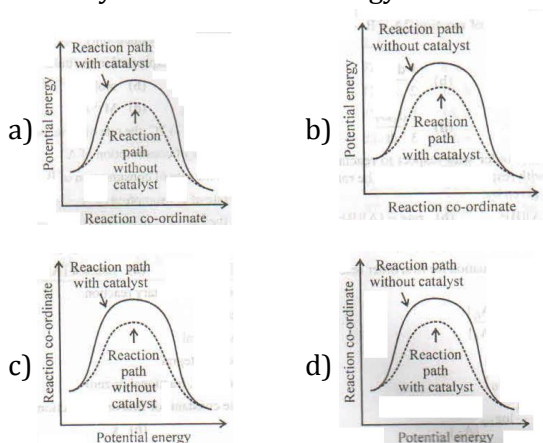 a)
Reaction path
with catalyst
Potential energy
Reaction
path
without
catalyst
Reaction co-ordinate
b)
Reaction path
without catalyst
Potential energy
Reaction
path
with catalyst
Reaction co-ordinate
c)
Reaction path
with catalyst
Reaction co-ordinate
Reaction
path
without
catalyst
Potential energy
d)
Reaction path
without catalyst
Reaction co-ordinate
Reaction
path
with catalyst
Potential energy